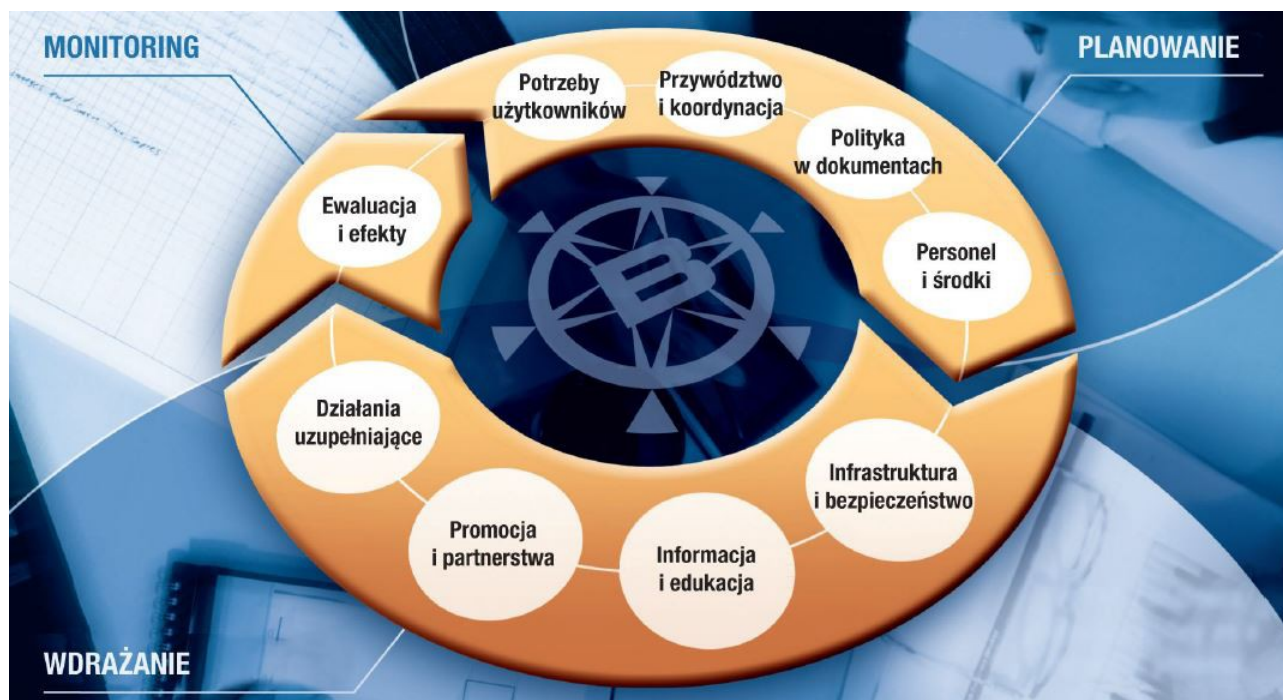 MONITORING
PLANOWANIE
Potrzeby
użytkowników
Przywództwo
i koordynacja
Polityka
w dokumentach
Personel
i środki
Infrastruktura
i bezpieczeństwo
Informacja
i edukacja
Promocja
i partnerstwa
Działania
uzupełniające
Ewaluacja
i efekty
B
WDRAŻANIE